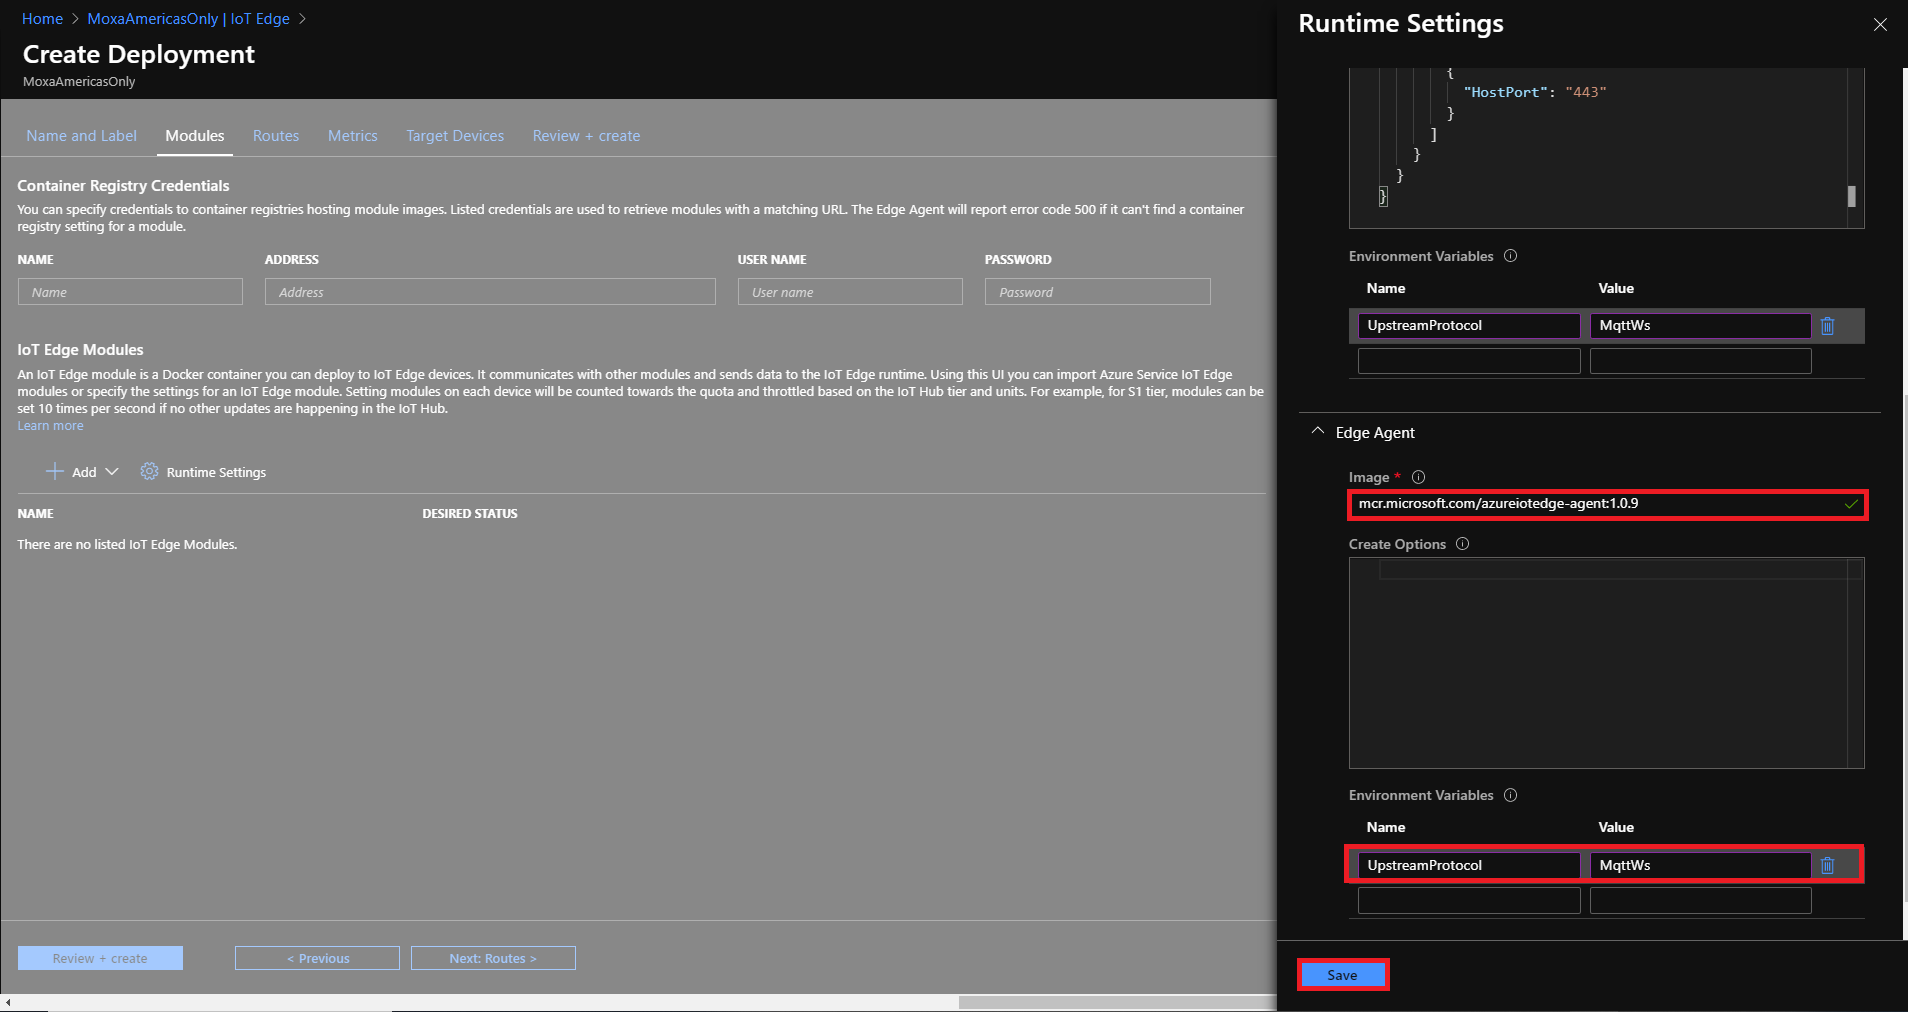 Home > MoxaAmericasOnly | IoT Edge >
Create Deployment
MoxaAmericasOnly
Name and Label Modules Routes Metrics Target Devices Review + create
Container Registry Credentials
You can specify credentials to container registries hosting module images. Listed credentials are used to retrieve modules with a matching URL. The Edge Agent will report error code 500 if it can't find a container
registry setting for a module.
NAME ADDRESS USER NAME PASSWORD
Name Address User name Password
IoT Edge Modules
An IoT Edge module is a Docker container you can deploy to IoT Edge devices. It communicates with other modules and sends data to the IoT Edge runtime. Using this UI you can import Azure Service IoT Edge
modules or specify the settings for an IoT Edge module. Setting modules on each device will be counted towards the quota and throttled based on the IoT Hub tier and units. For example, for S1 tier, modules can be
set 10 times per second if no other updates are happening in the IoT Hub.
Learn more
Add Runtime Settings
NAME DESIRED STATUS
There are no listed IoT Edge Modules.
Review + create < Previous Next: Routes >
Runtime Settings
{
"HostPort": "443"
}
]
}
}
}
Environment Variables
Name Value
UpstreamProtocol MqttWs
Edge Agent
Image *
mcr.microsoft.com/azureiotedge-agent:1.0.9
Create Options
Environment Variables
Name Value
UpstreamProtocol MqttWs
Save